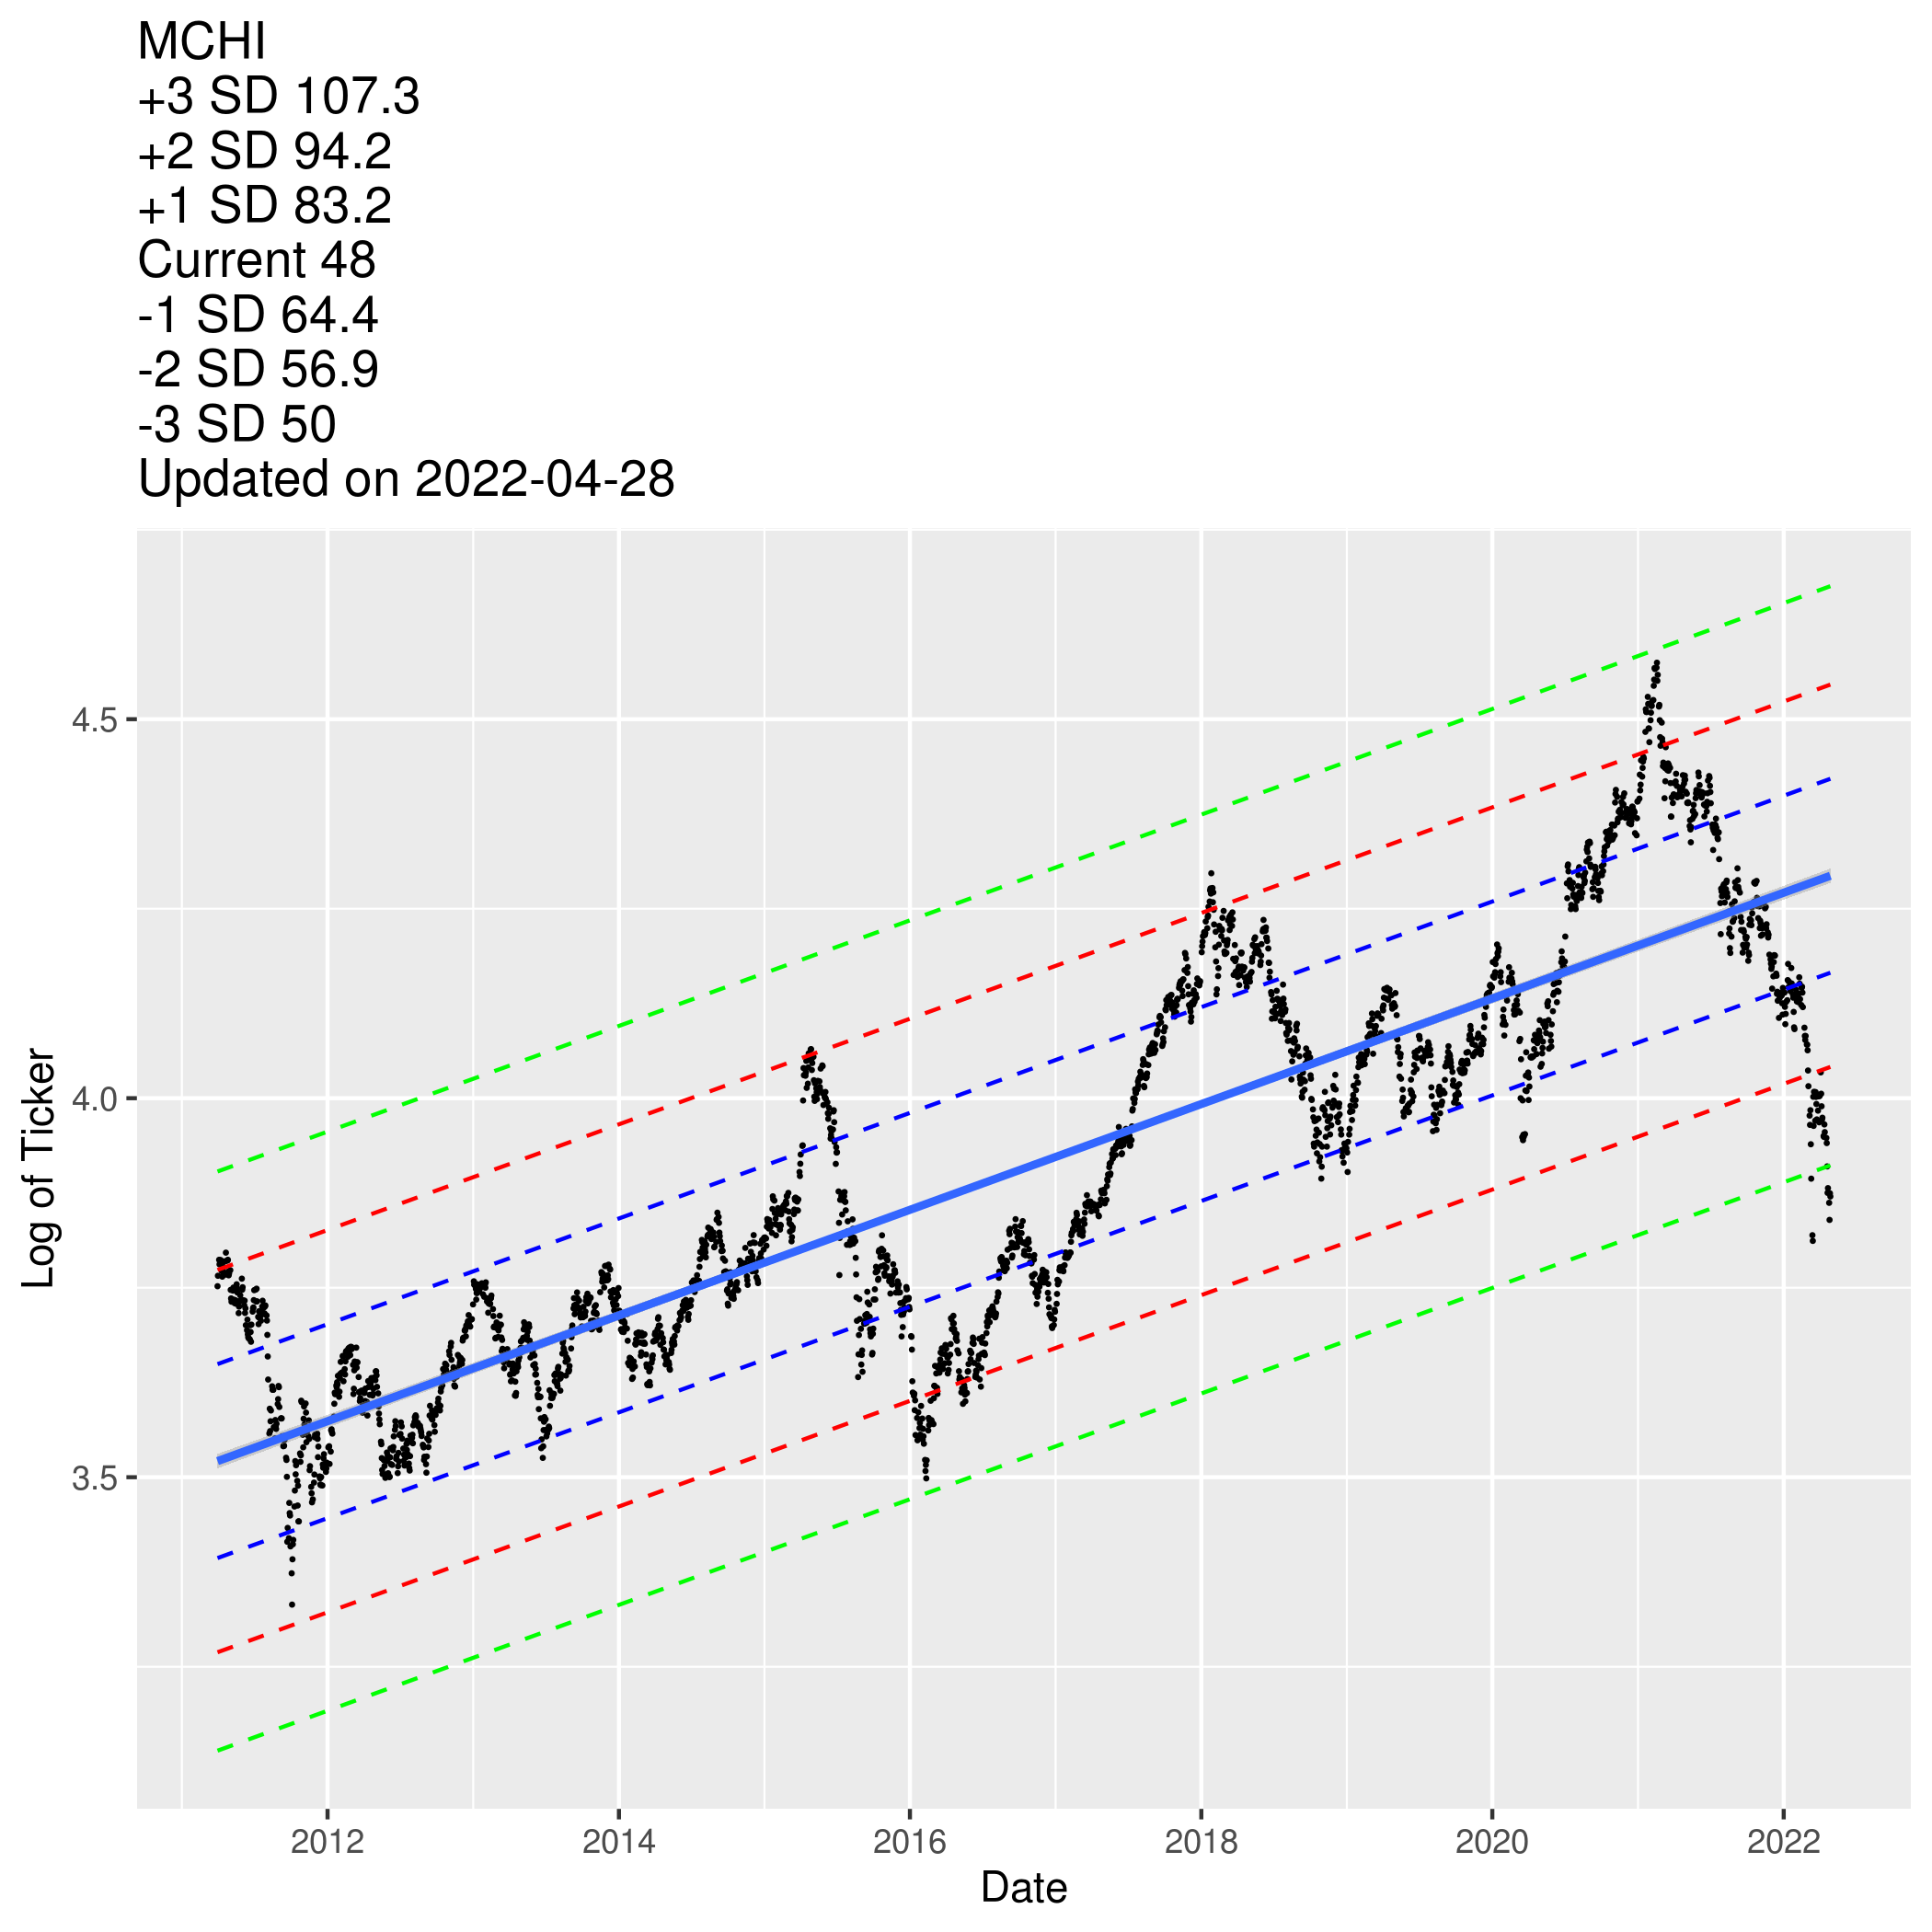 MCHI
+3 SD 107.3
+2 SD 94.2
+1 SD 83.2
Current 48
-1 SD 64.4
-2 SD 56.9
-3 SD 50
Updated on 2022-04-28
Log of Ticker
4.5
4.0
3.5
2012 2014 2016 2018 2020 2022
Date